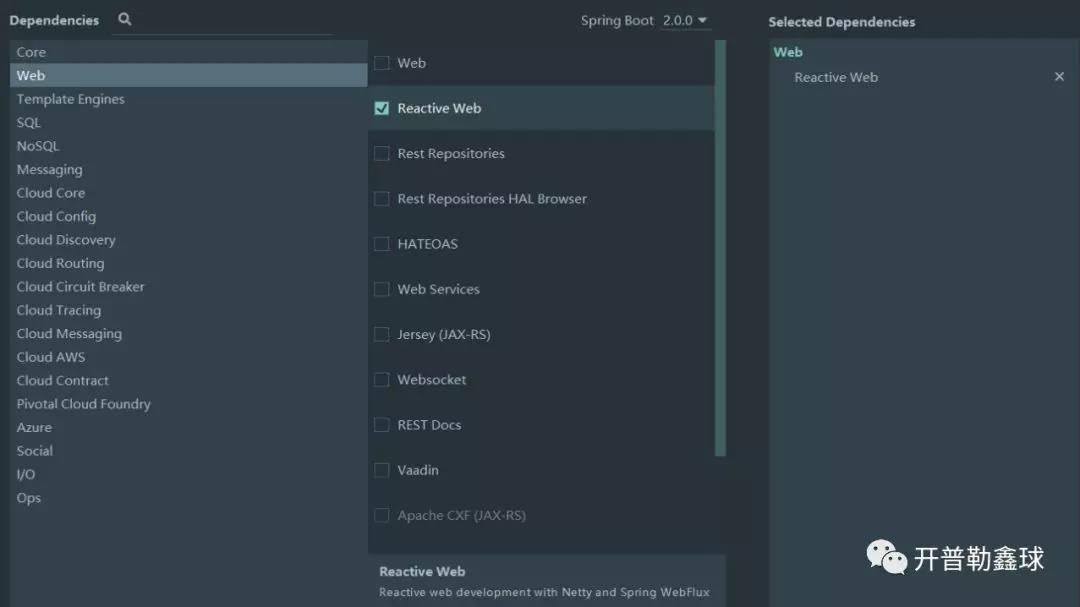 Dependencies
Spring Boot 2.0.0
Selected Dependencies
Core
Web
Template Engines
SQL
NoSQL
Messaging
Cloud Core
Cloud Config
Cloud Discovery
Cloud Routing
Cloud Circuit Breaker
Cloud Tracing
Cloud Messaging
Cloud AWS
Cloud Contract
Pivotal Cloud Foundry
Azure
Social
I/O
Ops
Web
Reactive Web
Rest Repositories
Rest Repositories HAL Browser
HATEOAS
Web Services
Jersey (JAX-RS)
Websocket
REST Docs
Vaadin
Apache CXF (JAX-RS)
Reactive Web
Reactive web development with Netty and Spring WebFlux
Web
Reactive Web
开普勒鑫球